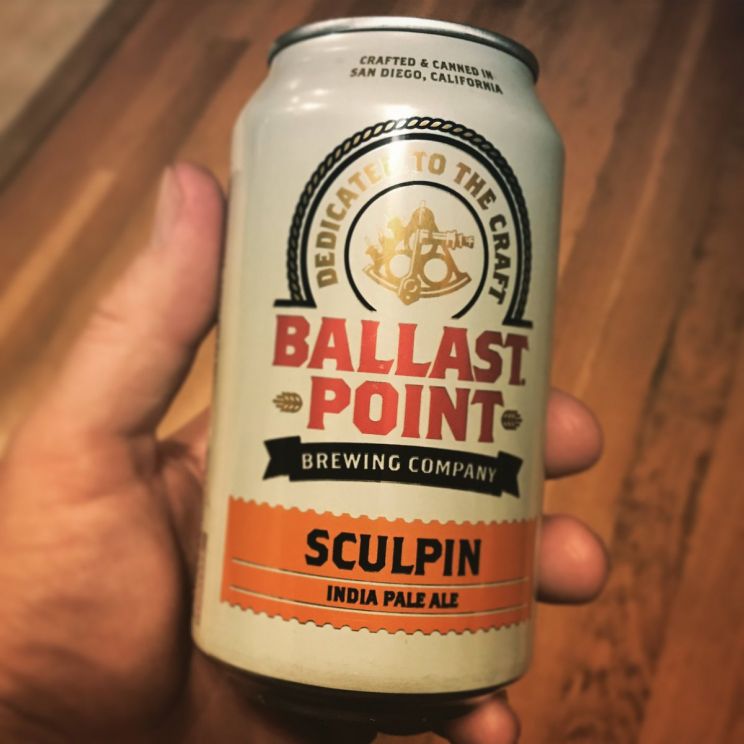 CRAFTED & CANNED IN
SAN DIEGO, CALIFORNIA
DEDICATED TO THE CRAFT
BALLAST
POINT
BREWING COMPANY
SCULPIN
INDIA PALE ALE